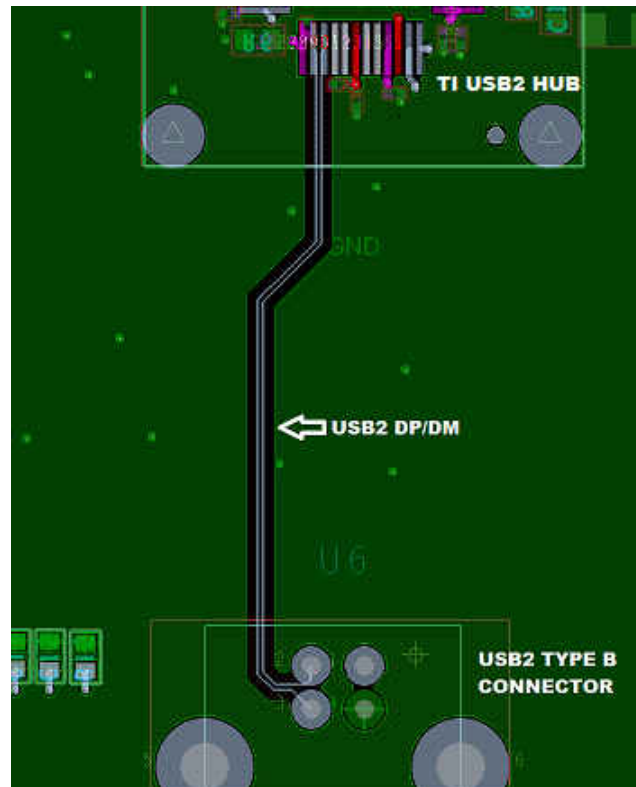 TI USB2 HUB
GND
USB2 DP/DM
U6
USB2 TYPE B
CONNECTOR